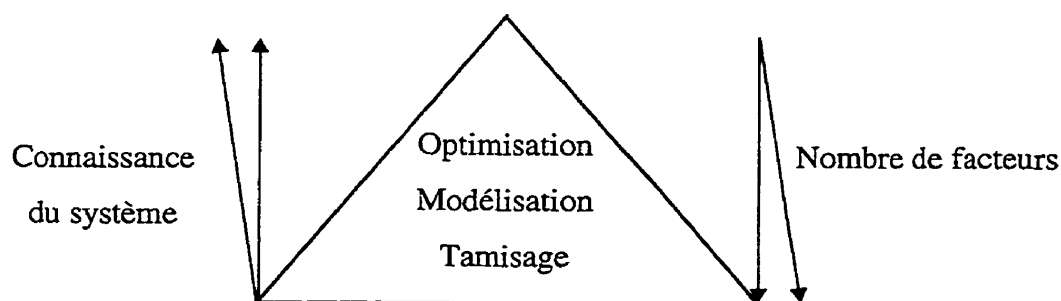 Connaissance
du système
Optimisation
Modélisation
Tamisage
Nombre de facteurs